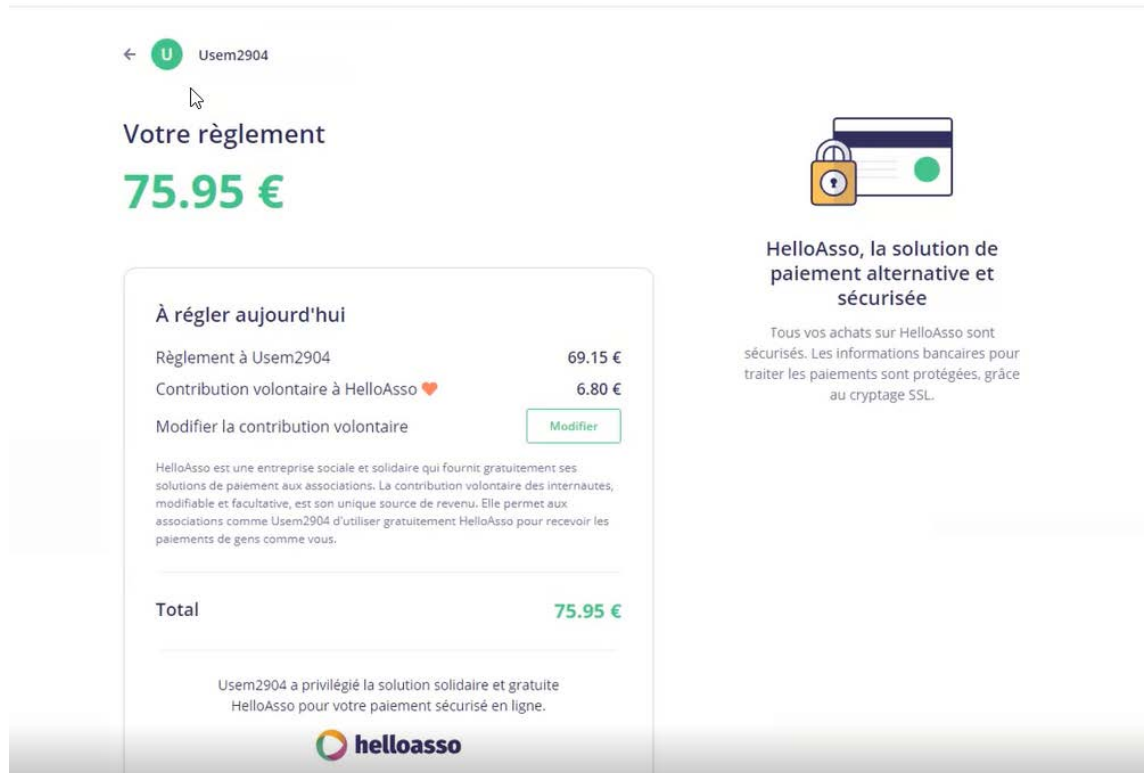 ← U Usem2904
Votre règlement
75.95 €
À régler aujourd'hui
Règlement à Usem2904 69.15 €
Contribution volontaire à HelloAsso 🧡 6.80 €
Modifier la contribution volontaire Modifier
HelloAsso est une entreprise sociale et solidaire qui fournit gratuitement ses
solutions de paiement aux associations. La contribution volontaire des internautes,
modifiable et facultative, est son unique source de revenu. Elle permet aux
associations comme Usem2904 d'utiliser gratuitement HelloAsso pour recevoir les
paiements de gens comme vous.
Total 75.95 €
Usem2904 a privilégié la solution solidaire et gratuite
HelloAsso pour votre paiement sécurisé en ligne.
helloasso
HelloAsso, la solution de
paiement alternative et
sécurisée
Tous vos achats sur HelloAsso sont
sécurisés. Les informations bancaires pour
traiter les paiements sont protégées, grâce
au cryptage SSL.